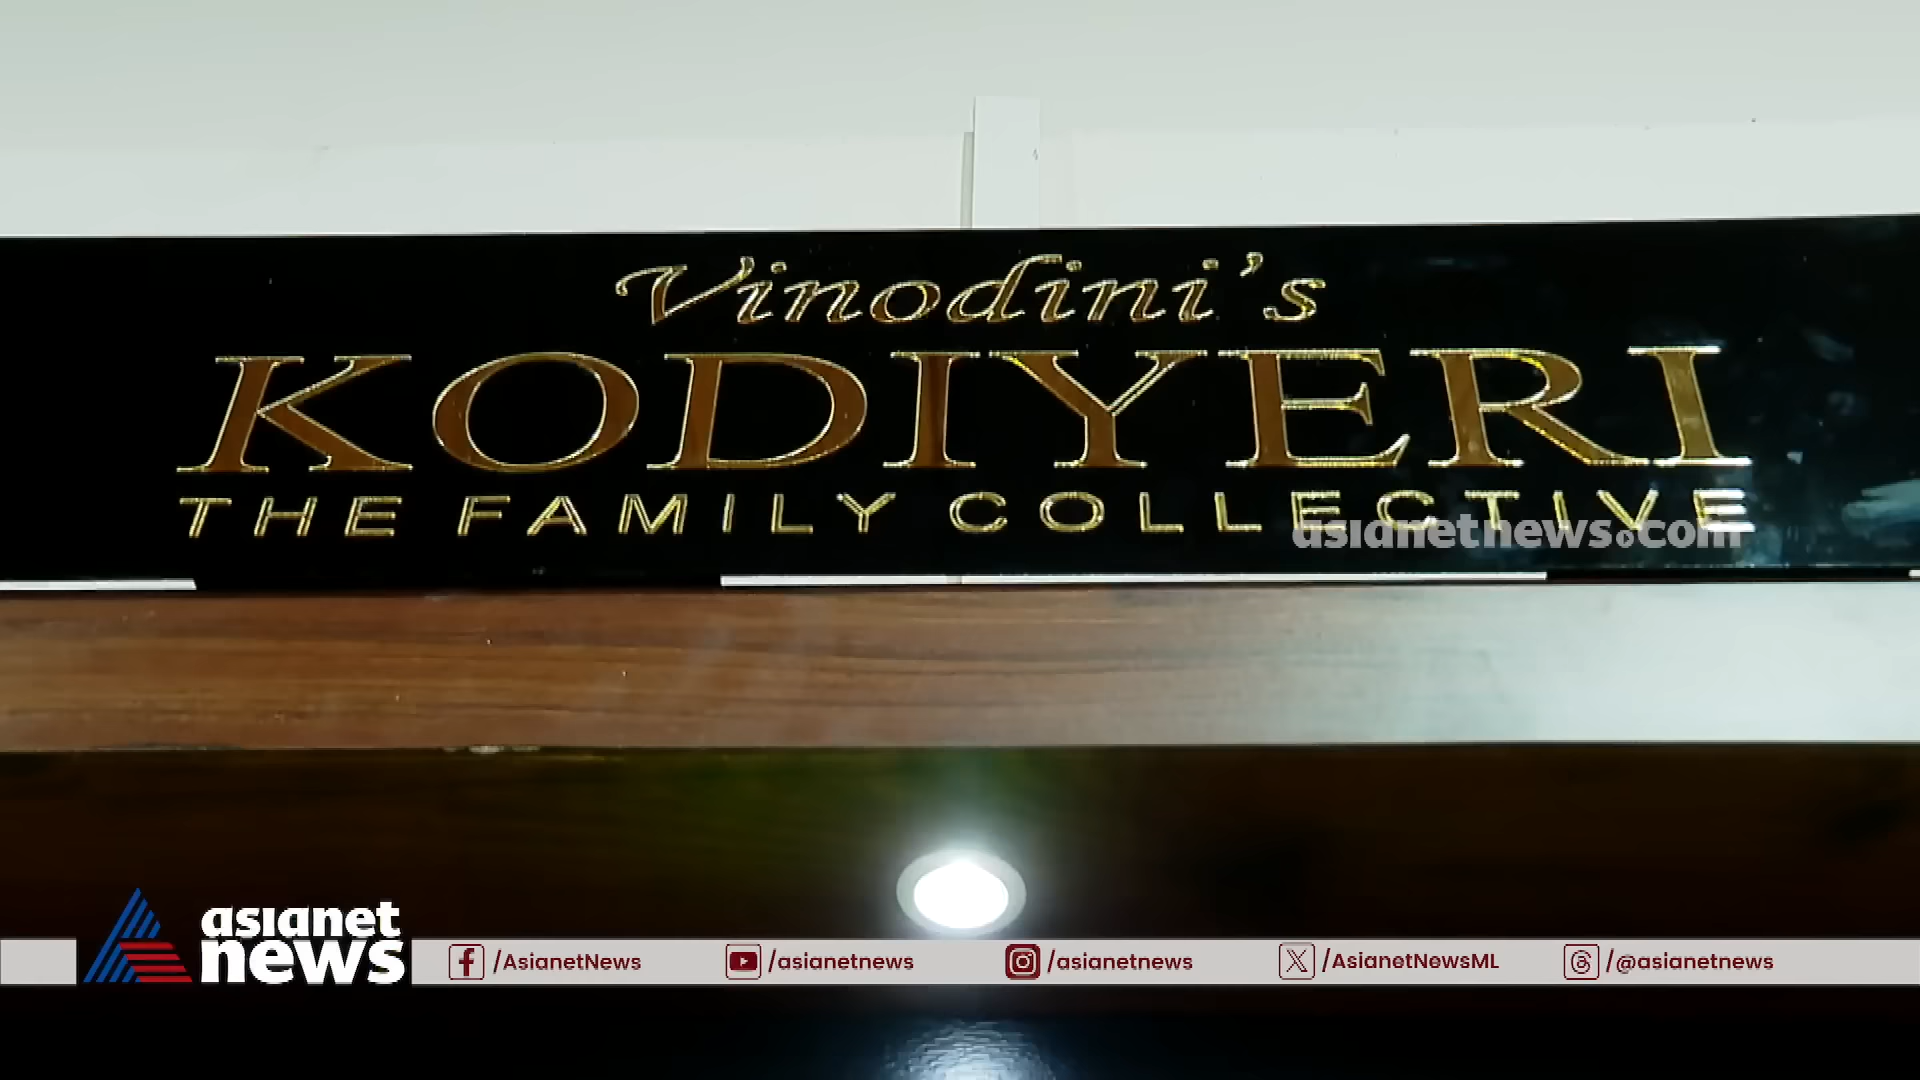 Vinodini's
KODIYERI
THE FAMILY COLLECTIVE
asianetnews.com
asianet
news
/AsianetNews
/asianetnews
/asianetnews
/AsianetNewsML
/@asianetnews